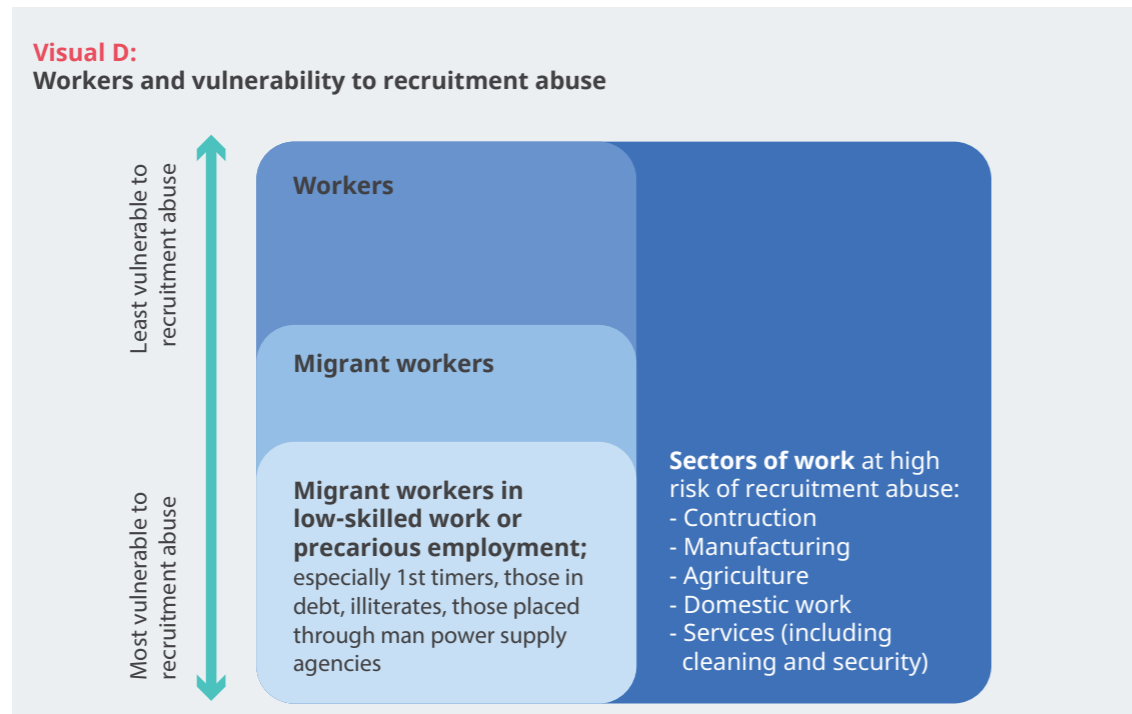 Visual D:
Workers and vulnerability to recruitment abuse
Least vulnerable to
recruitment abuse
Most vulnerable to
recruitment abuse
Workers
Migrant workers
Migrant workers in
low-skilled work or
precarious employment;
especially 1st timers, those in
debt, illiterates, those placed
through man power supply
agencies
Sectors of work at high
risk of recruitment abuse:
- Contruction
- Manufacturing
- Agriculture
- Domestic work
- Services (including
cleaning and security)